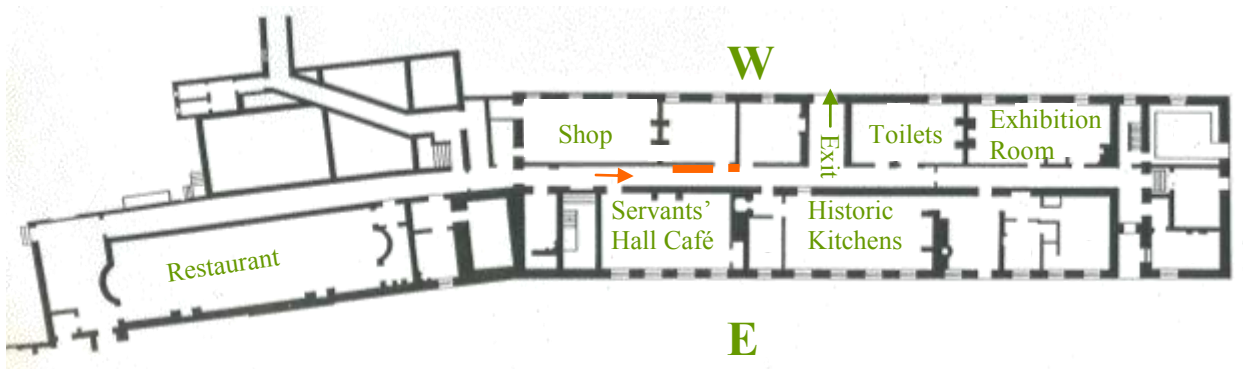 W
Shop
Exit
Toilets
Exhibition
Room
Servants’
Hall Café
Historic
Kitchens
Restaurant
E